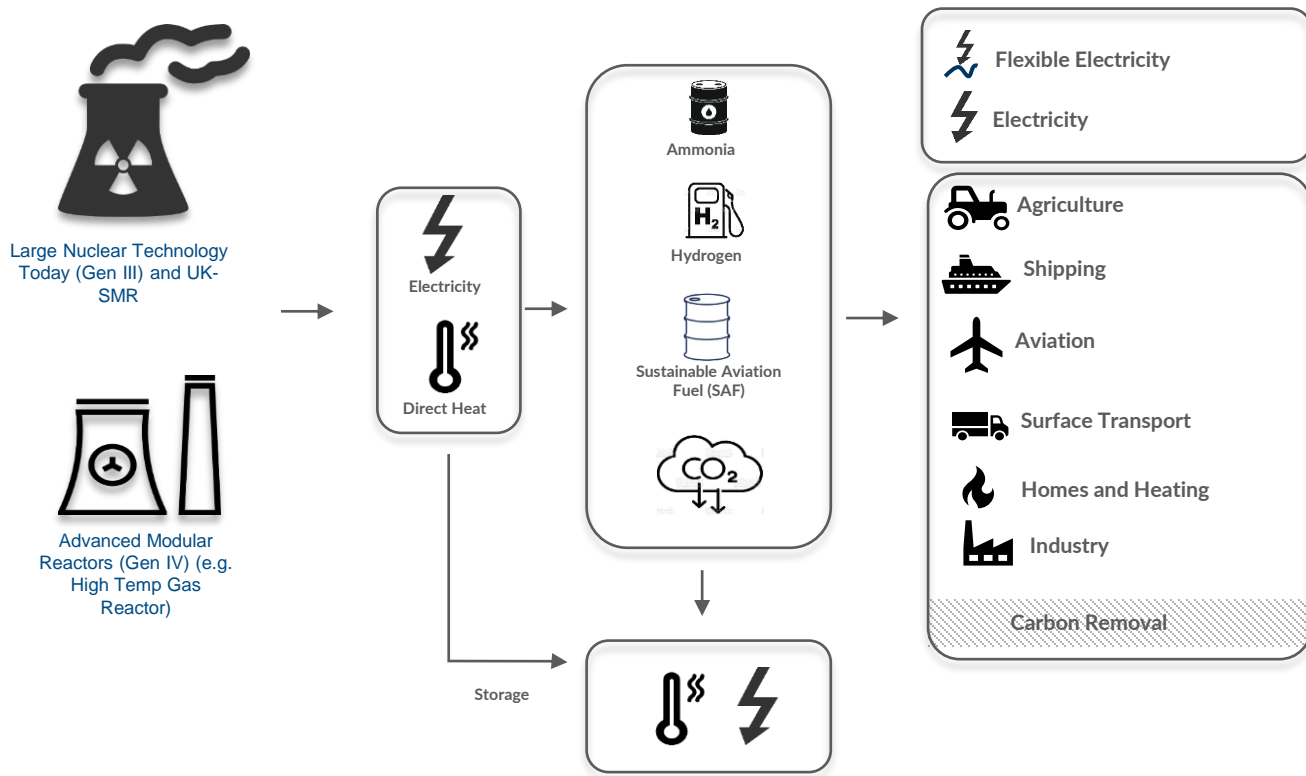 Large Nuclear Technology
Today (Gen III) and UK-
SMR
Advanced Modular
Reactors (Gen IV) (e.g.
High Temp Gas
Reactor)
Electricity
Direct Heat
Storage
Ammonia
H2
Hydrogen
Sustainable Aviation
Fuel (SAF)
CO2
Flexible Electricity
Electricity
Agriculture
Shipping
Aviation
Surface Transport
Homes and Heating
Industry
Carbon Removal